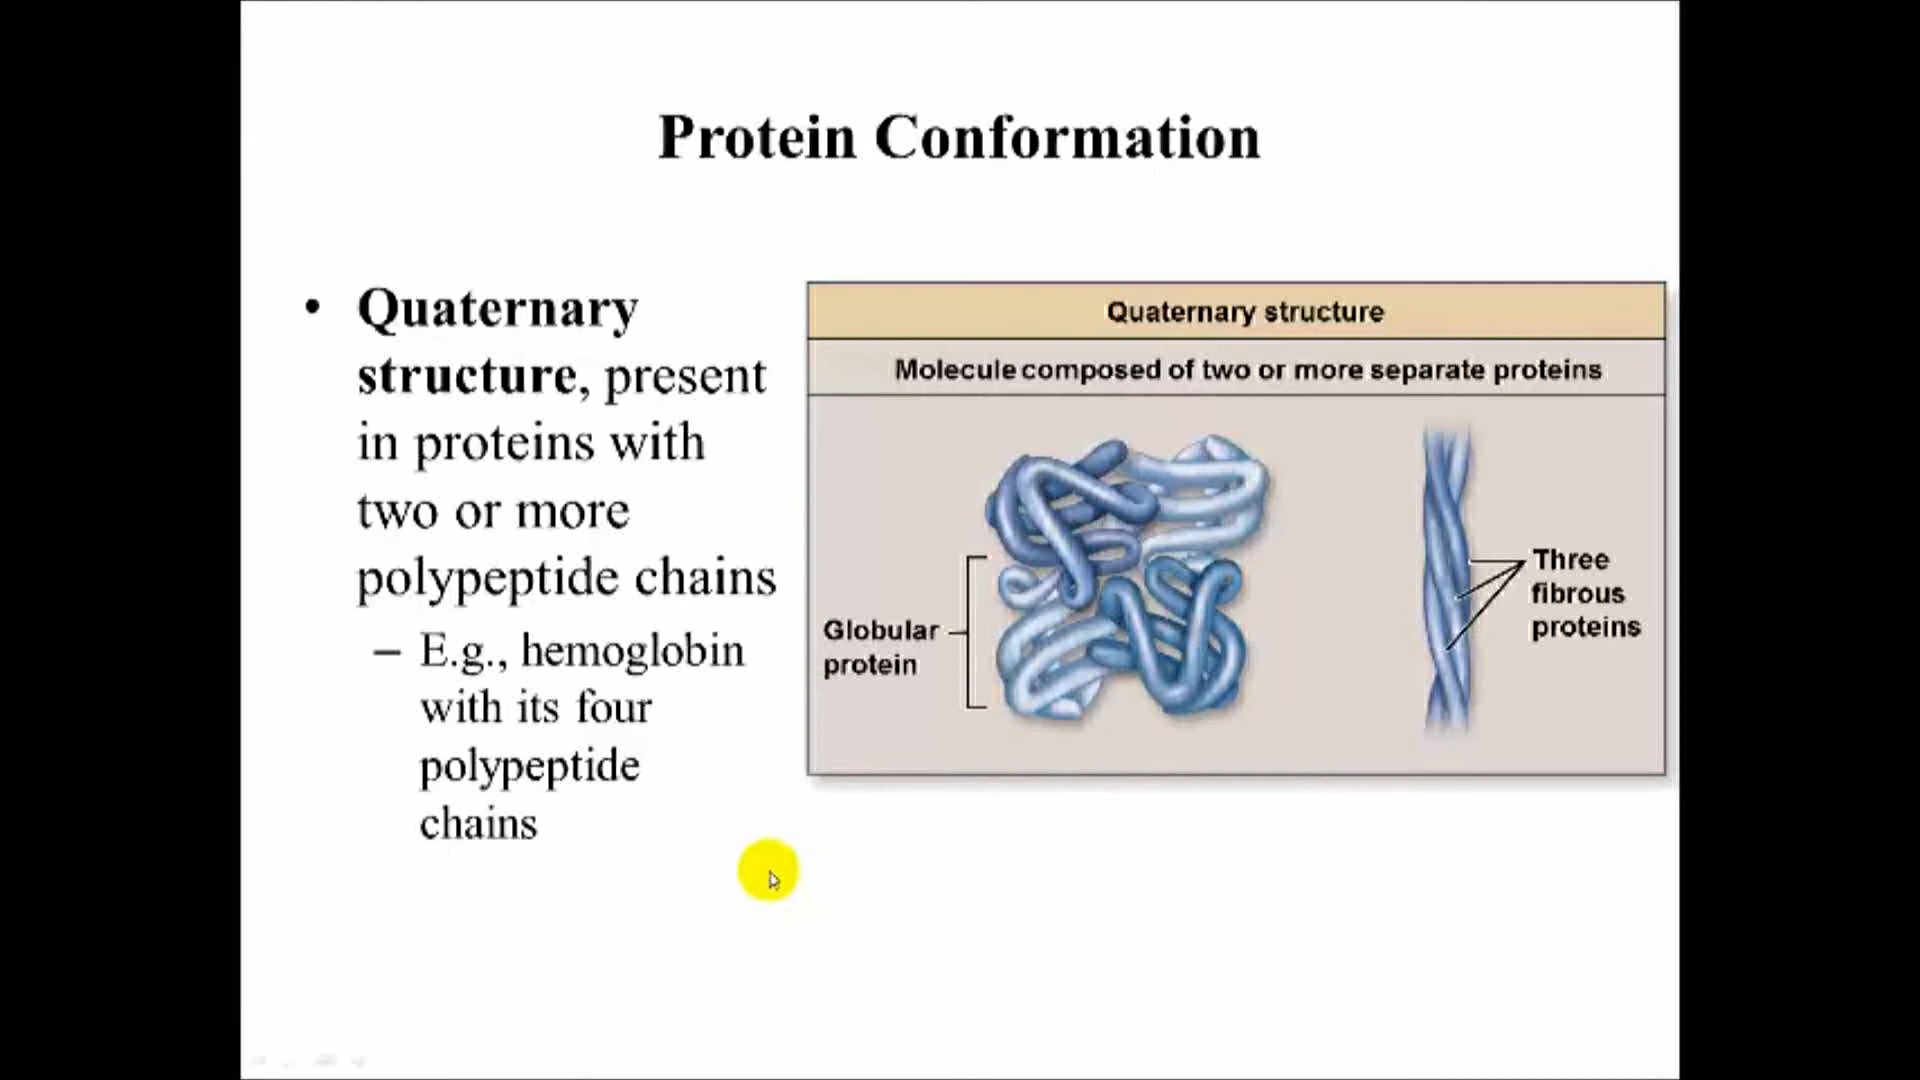 Protein Conformation
• Quaternary
structure, present
in proteins with
two or more
polypeptide chains
– E.g., hemoglobin
with its four
polypeptide
chains
Quaternary structure
Molecule composed of two or more separate proteins
Globular
protein
Three
fibrous
proteins